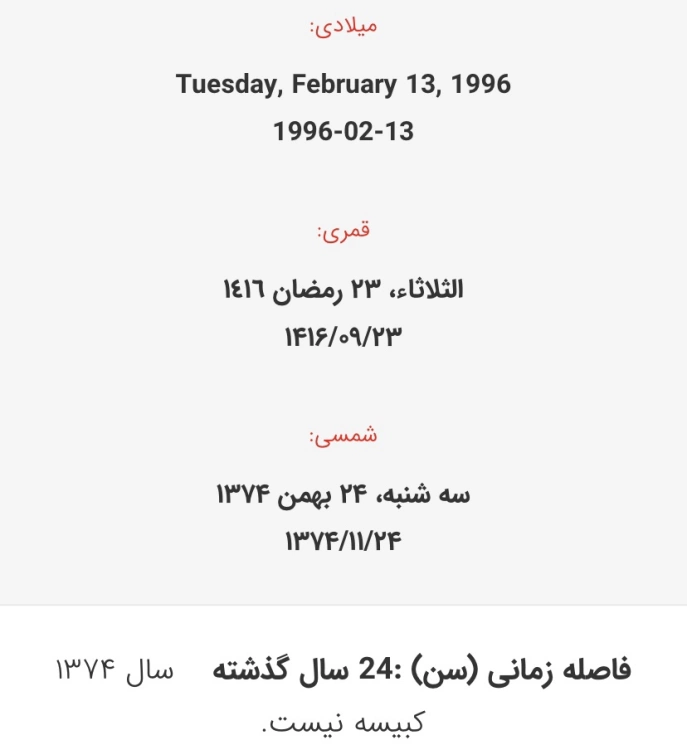 میلادی:
Tuesday, February 13, 1996
1996-02-13
قمری:
الثلاثاء، ۲۳ رمضان ١٤١٦
۱۴۱۶/۰۹/۲۳
شمسی:
سه شنبه، ۲۴ بهمن ۱۳۷۴
۱۳۷۴/۱۱/۲۴
فاصله زمانی (سن) :24 سال گذشته سال ۱۳۷۴
کبیسه نیست.